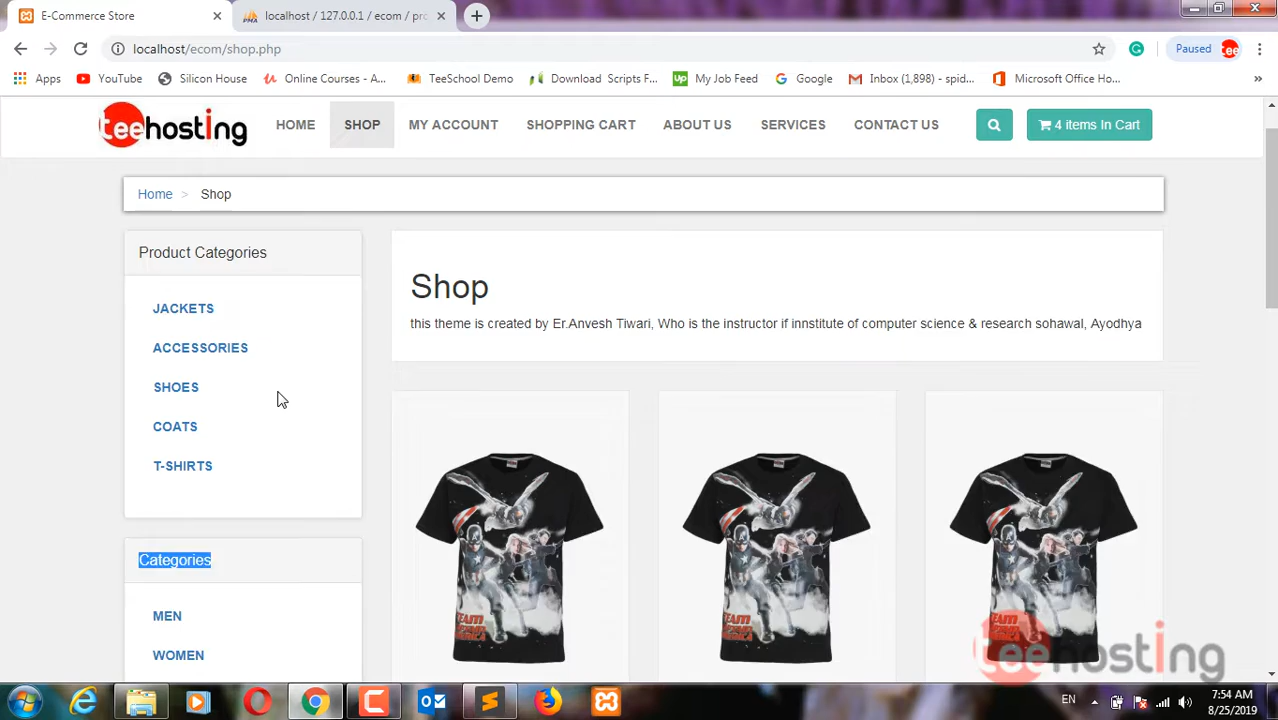 E-Commerce Store
localhost / 127.0.0.1 / ecom / pro
localhost/ecom/shop.php
Paused
Apps
YouTube
Silicon House
Online Courses - A...
TeeSchool Demo
Download Scripts F...
My Job Feed
Google
Inbox (1,898) - spid...
Microsoft Office Ho...
teehosting
HOME
SHOP
MY ACCOUNT
SHOPPING CART
ABOUT US
SERVICES
CONTACT US
4 items In Cart
Home > Shop
Product Categories
JACKETS
ACCESSORIES
SHOES
COATS
T-SHIRTS
Categories
MEN
WOMEN
Shop
this theme is created by Er.Anvesh Tiwari, Who is the instructor if innstitute of computer science & research sohawal, Ayodhya
teehosting
EN
7:54 AM
8/25/2019